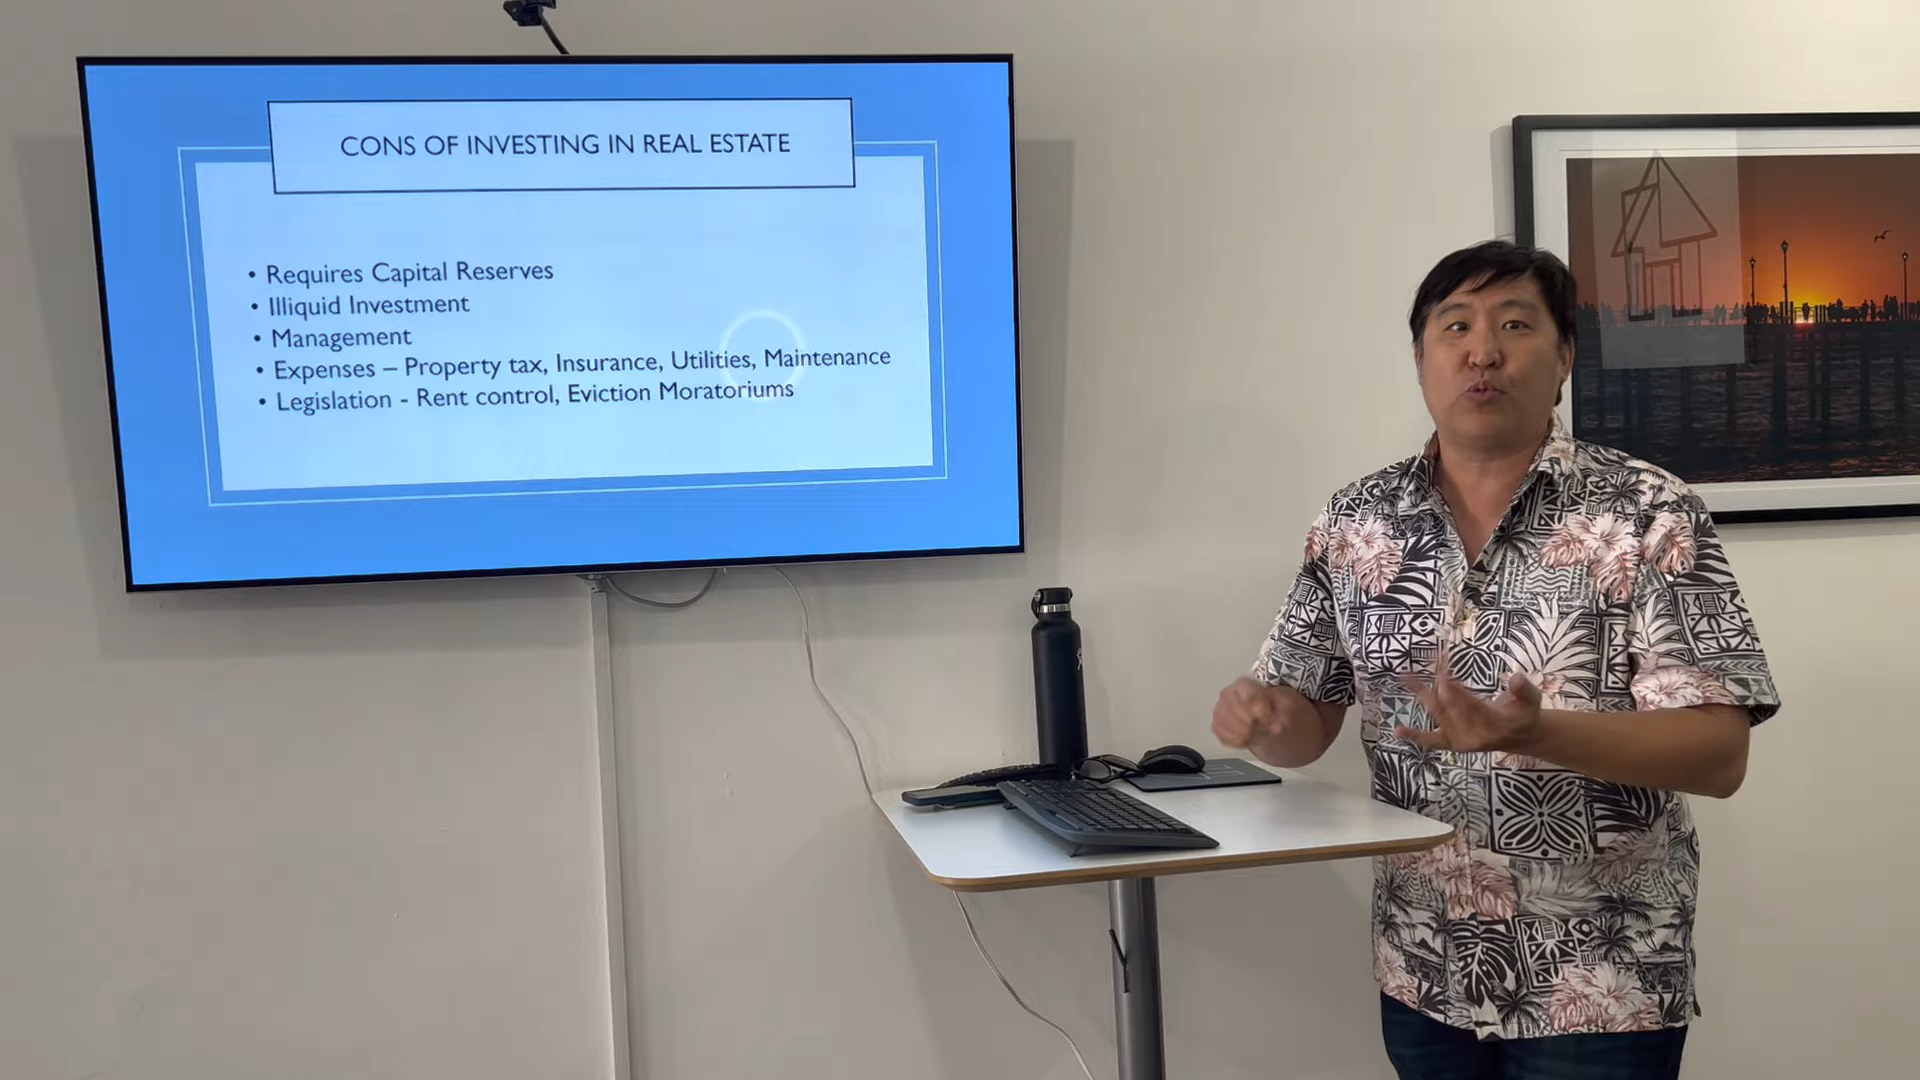 CONS OF INVESTING IN REAL ESTATE
• Requires Capital Reserves
• Illiquid Investment
• Management
• Expenses – Property tax, Insurance, Utilities, Maintenance
• Legislation - Rent control, Eviction Moratoriums